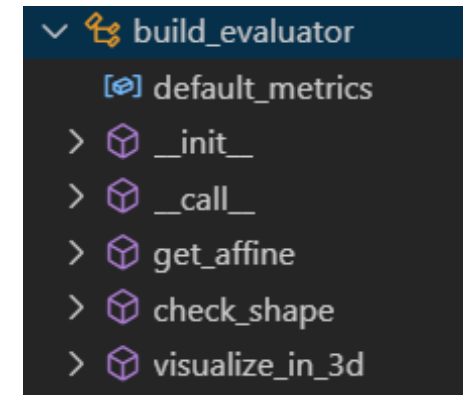 build_evaluator
default_metrics
__init__
__call__
get_affine
check_shape
visualize_in_3d